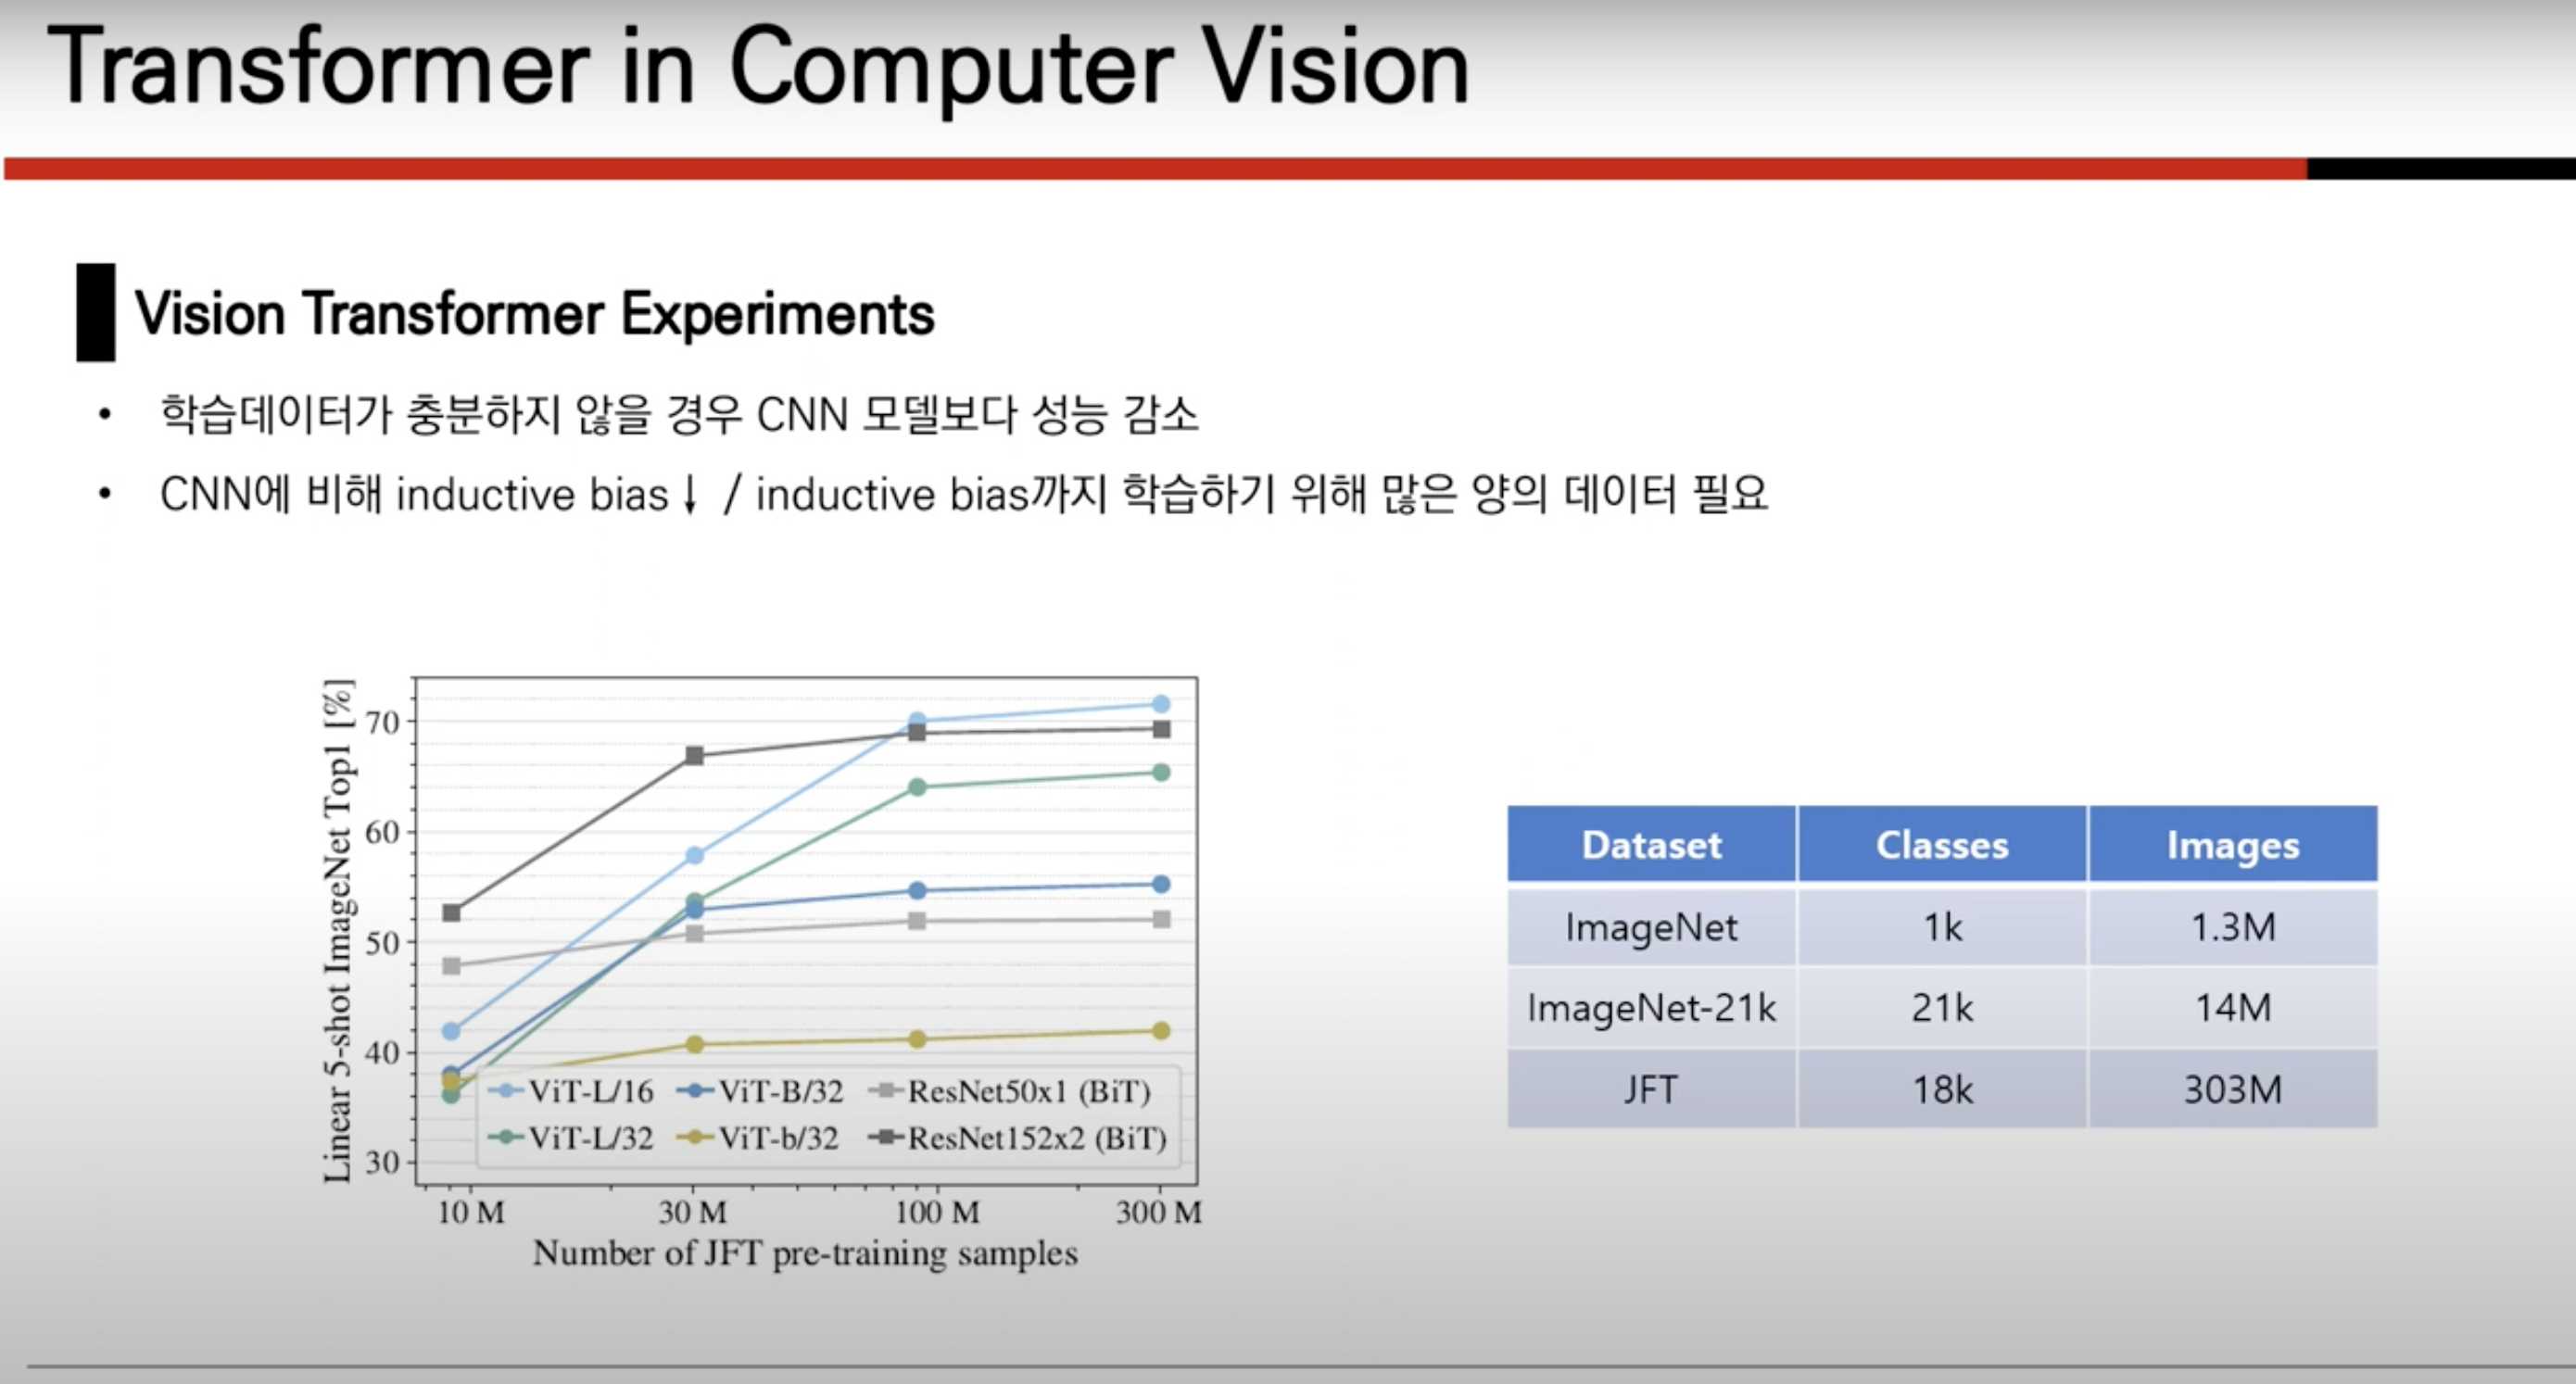 Transformer in Computer Vision
Vision Transformer Experiments
• 학습데이터가 충분하지 않을 경우 CNN 모델보다 성능 감소
• CNN에 비해 inductive bias↓ / inductive bias까지 학습하기 위해 많은 양의 데이터 필요
Linear 5-shot ImageNet Top1 [%]
70
60
50
40
30
ViT-L/16 ViT-B/32 ResNet50x1 (BiT)
ViT-L/32 ViT-b/32 ResNet152x2 (BiT)
10 M 30 M 100 M 300 M
Number of JFT pre-training samples
Dataset Classes Images
ImageNet 1k 1.3M
ImageNet-21k 21k 14M
JFT 18k 303M